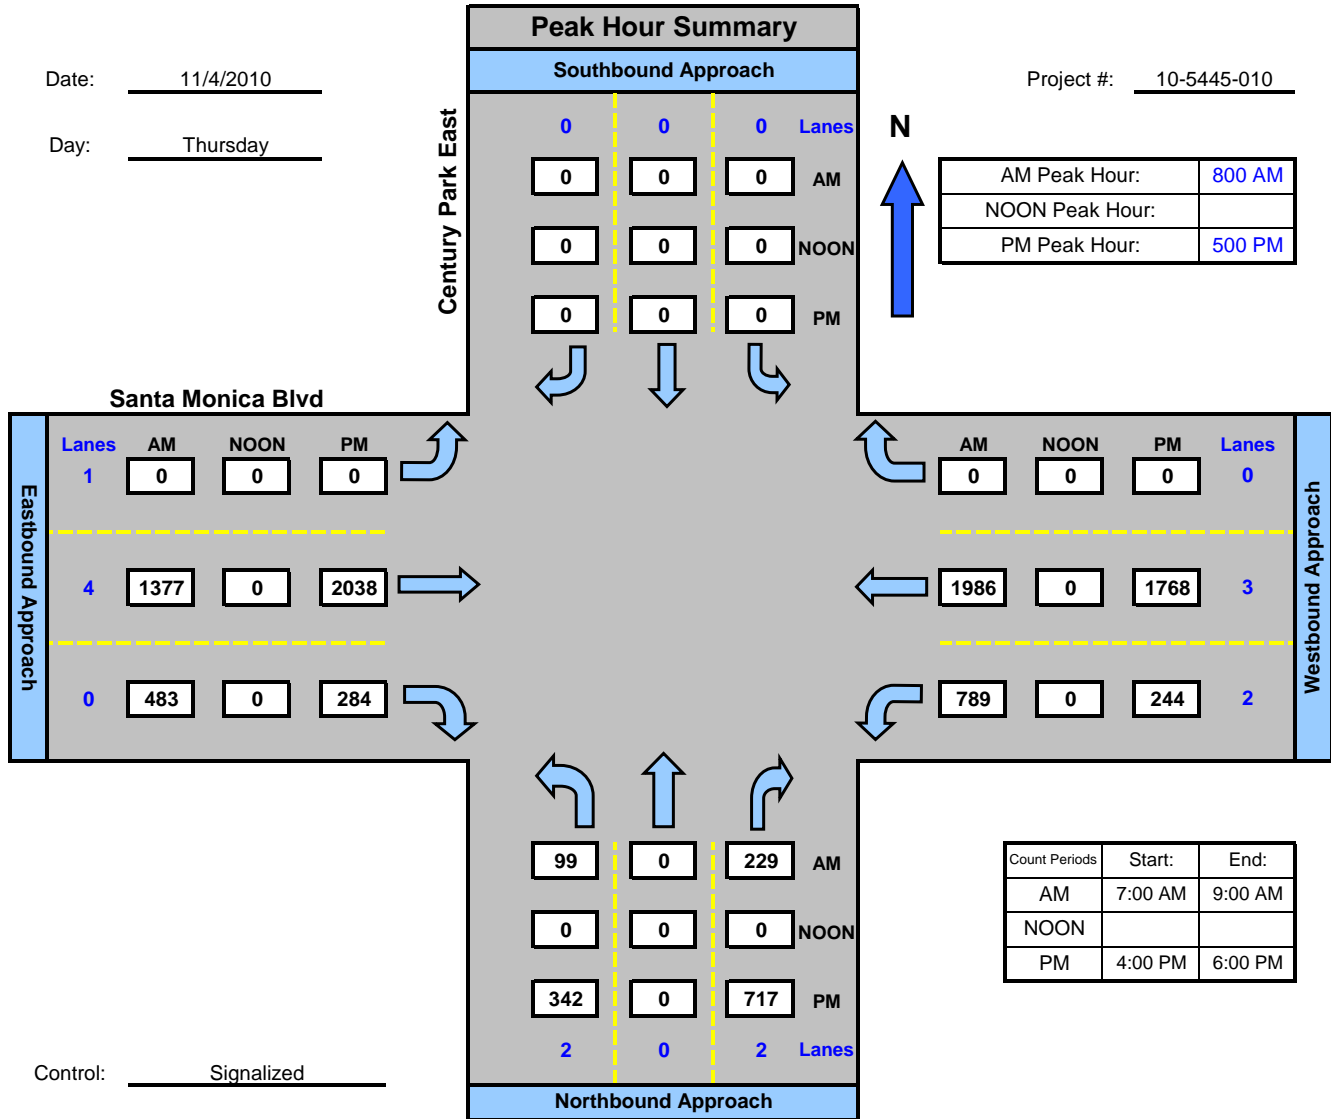 Peak Hour Summary
Southbound Approach
Date: 11/4/2010
Project #: 10-5445-010
Day: Thursday
Century Park East
0 0 0 Lanes
0 0 0 AM
0 0 0 NOON
0 0 0 PM
N
AM Peak Hour: 800 AM
NOON Peak Hour:
PM Peak Hour: 500 PM
Santa Monica Blvd
Eastbound Approach
Lanes AM NOON PM
1 0 0 0
4 1377 0 2038
0 483 0 284
AM NOON PM Lanes
0 0 0 0
1986 0 1768 3
789 0 244 2
Westbound Approach
99 0 229 AM
0 0 0 NOON
342 0 717 PM
2 0 2 Lanes
Northbound Approach
Count Periods Start: End:
AM 7:00 AM 9:00 AM
NOON
PM 4:00 PM 6:00 PM
Control: Signalized